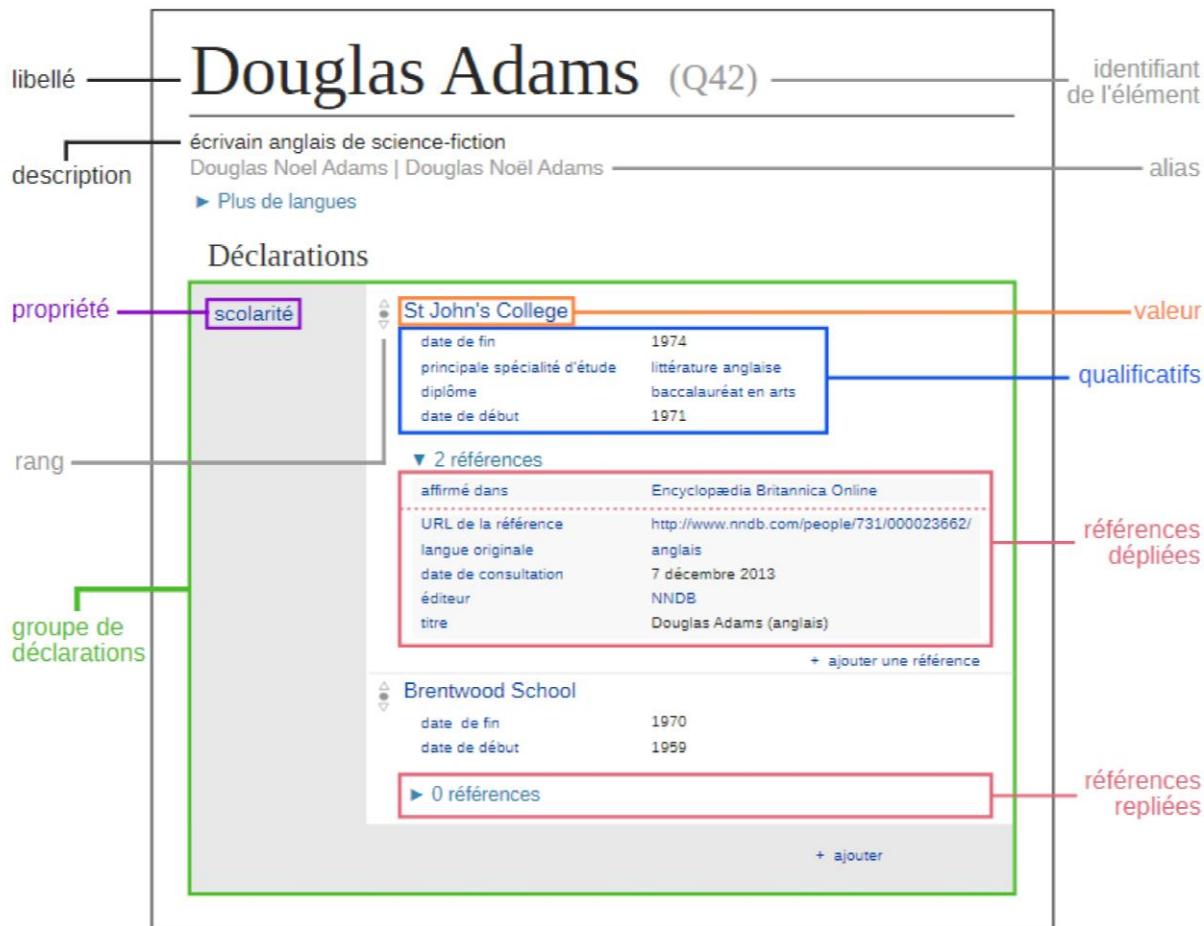 libellé
Douglas Adams (Q42)
identifiant
de l'élément
description
écrivain anglais de science-fiction
Douglas Noel Adams | Douglas Noël Adams
alias
► Plus de langues
Déclarations
propriété
scolarité
St John's College
valeur
date de fin 1974
principale spécialité d'étude littérature anglaise
diplôme baccalauréat en arts
date de début 1971
qualificatifs
rang
▼ 2 références
affirmé dans Encyclopædia Britannica Online
URL de la référence http://www.nndb.com/people/731/000023662/
langue originale anglais
date de consultation 7 décembre 2013
éditeur NNDB
titre Douglas Adams (anglais)
références
dépliées
groupe de
déclarations
+ ajouter une référence
Brentwood School
date de fin 1970
date de début 1959
► 0 références
références
repliées
+ ajouter